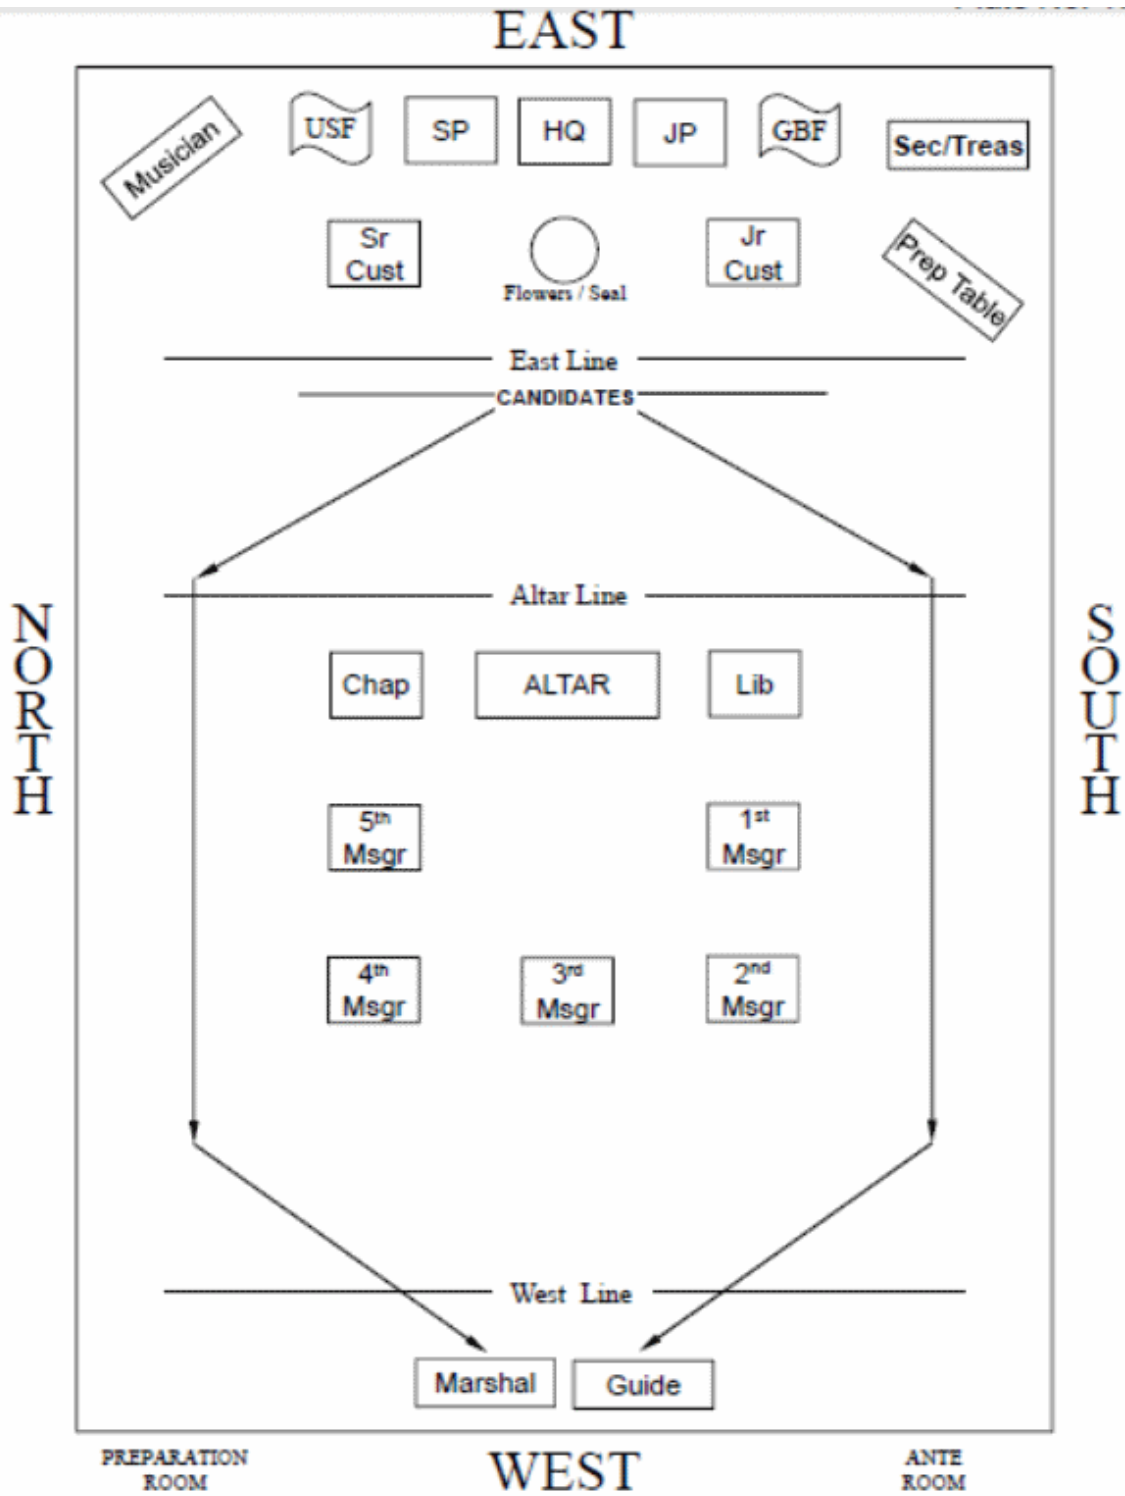 EAST
Musician
USF
SP
HQ
JP
GBF
Sec/Treas
Sr
Cust
Flowers / Seal
Jr
Cust
Prep Table
East Line
CANDIDATES
Altar Line
NORTH
SOUTH
Chap
ALTAR
Lib
5th
Msgr
1st
Msgr
4th
Msgr
3rd
Msgr
2nd
Msgr
West Line
Marshal
Guide
PREPARATION
ROOM
WEST
ANTE
ROOM